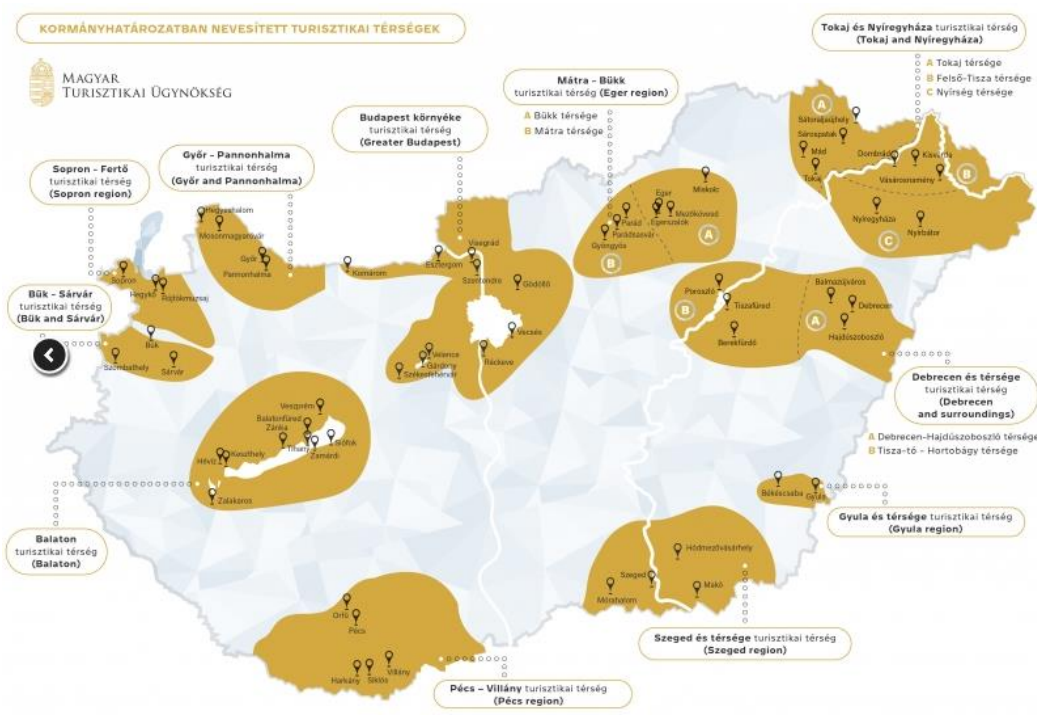 KORMÁNYHATÁROZATBAN NEVESÍTETT TURISZTIKAI TÉRSÉGEK
MAGYAR
TURISZTIKAI ÜGYNÖKSÉG
Sopron – Fertő
turisztikai térség
(Sopron region)
Győr – Pannonhalma
turisztikai térség
(Győr and Pannonhalma)
Budapest környéke
turisztikai térség
(Greater Budapest)
Mátra – Bükk
turisztikai térség (Eger region)
A Bükk térsége
B Mátra térsége
Tokaj és Nyíregyháza turisztikai térség
(Tokaj and Nyíregyháza)
A Tokaj térsége
B Felső-Tisza térsége
C Nyírség térsége
Bük – Sárvár
turisztikai térség
(Bük and Sárvár)
Balaton
turisztikai térség
(Balaton)
Pécs – Villány turisztikai térség
(Pécs region)
Szeged és térsége turisztikai térség
(Szeged region)
Gyula és térsége turisztikai térség
(Gyula region)
Debrecen és térsége
turisztikai térség
(Debrecen
and surroundings)
A Debrecen-Hajdúszoboszló térsége
B Tisza-tó – Hortobágy térsége
Sopron
Hegykő
Röjtökmuzsaj
Bük
Szombathely
Sárvár
Hegyeshalom
Mosonmagyaróvár
Győr
Pannonhalma
Komárom
Esztergom
Visegrád
Szentendre
Gödöllő
Vecsés
Ráckeve
Velence
Gárdony
Székesfehérvár
Veszprém
Balatonfüred
Zánka
Tihany
Siófok
Zamárdi
Hévíz
Keszthely
Zalakaros
Orfű
Pécs
Harkány
Siklós
Villány
Miskolc
Eger
Egerszalók
Mezőkövesd
Parád
Parádsasvár
Gyöngyös
A
B
Sátoraljaújhely
Sárospatak
Mád
Tokaj
Dombrád
Kisvárda
Vásárosnamény
Nyíregyháza
Nyírbátor
A
B
C
Poroszló
Tiszafüred
Berekfürdő
Balmazújváros
Debrecen
Hajdúszoboszló
B
A
Békéscsaba
Gyula
Hódmezővásárhely
Szeged
Makó
Mórahalom